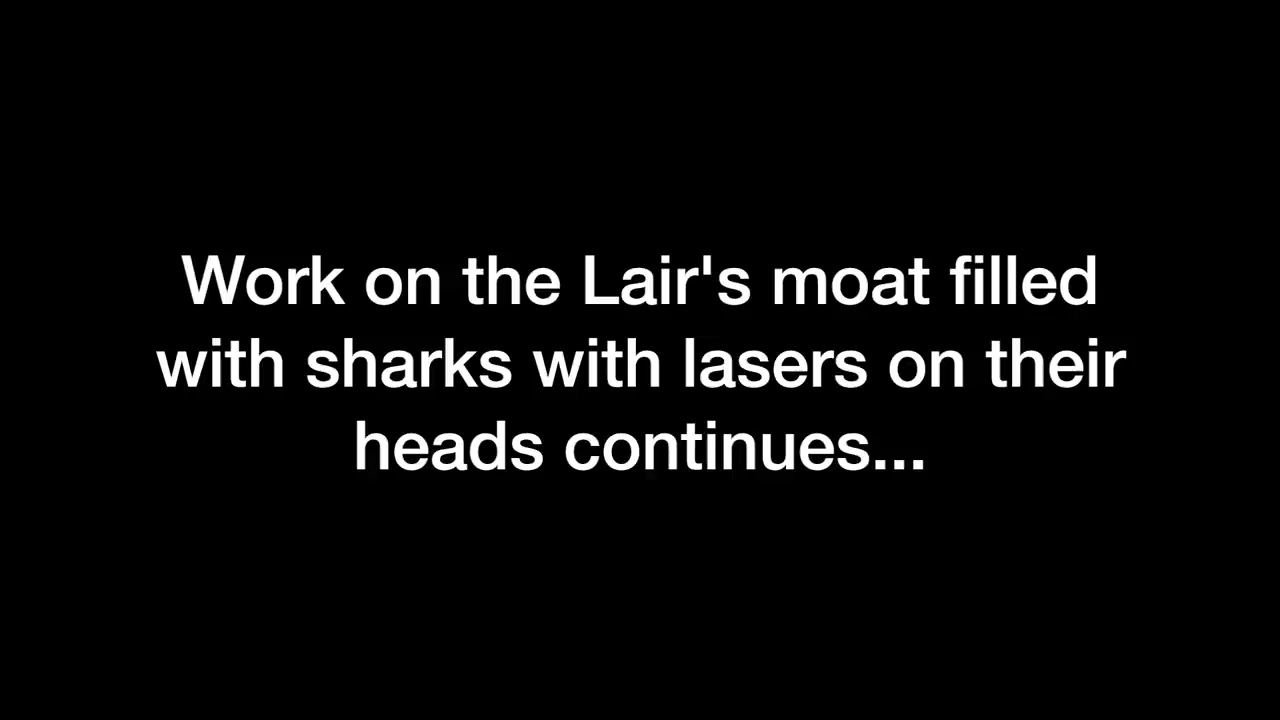 Work on the Lair's moat filled
with sharks with lasers on their
heads continues...